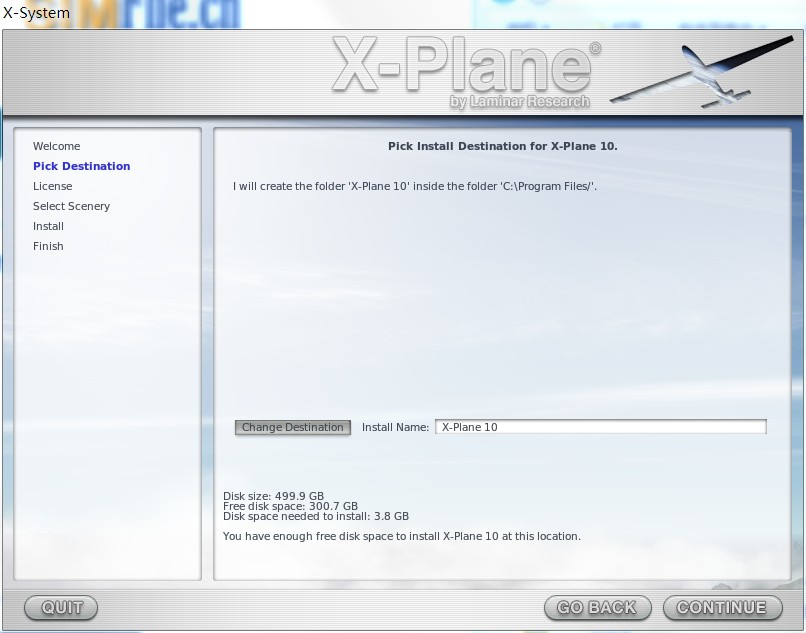 X-System
X-Plane®
by Laminar Research
Welcome
Pick Destination
License
Select Scenery
Install
Finish
Pick Install Destination for X-Plane 10.
I will create the folder 'X-Plane 10' inside the folder 'C:\Program Files/'.
Change Destination Install Name: X-Plane 10
Disk size: 499.9 GB
Free disk space: 300.7 GB
Disk space needed to install: 3.8 GB
You have enough free disk space to install X-Plane 10 at this location.
QUIT GO BACK CONTINUE